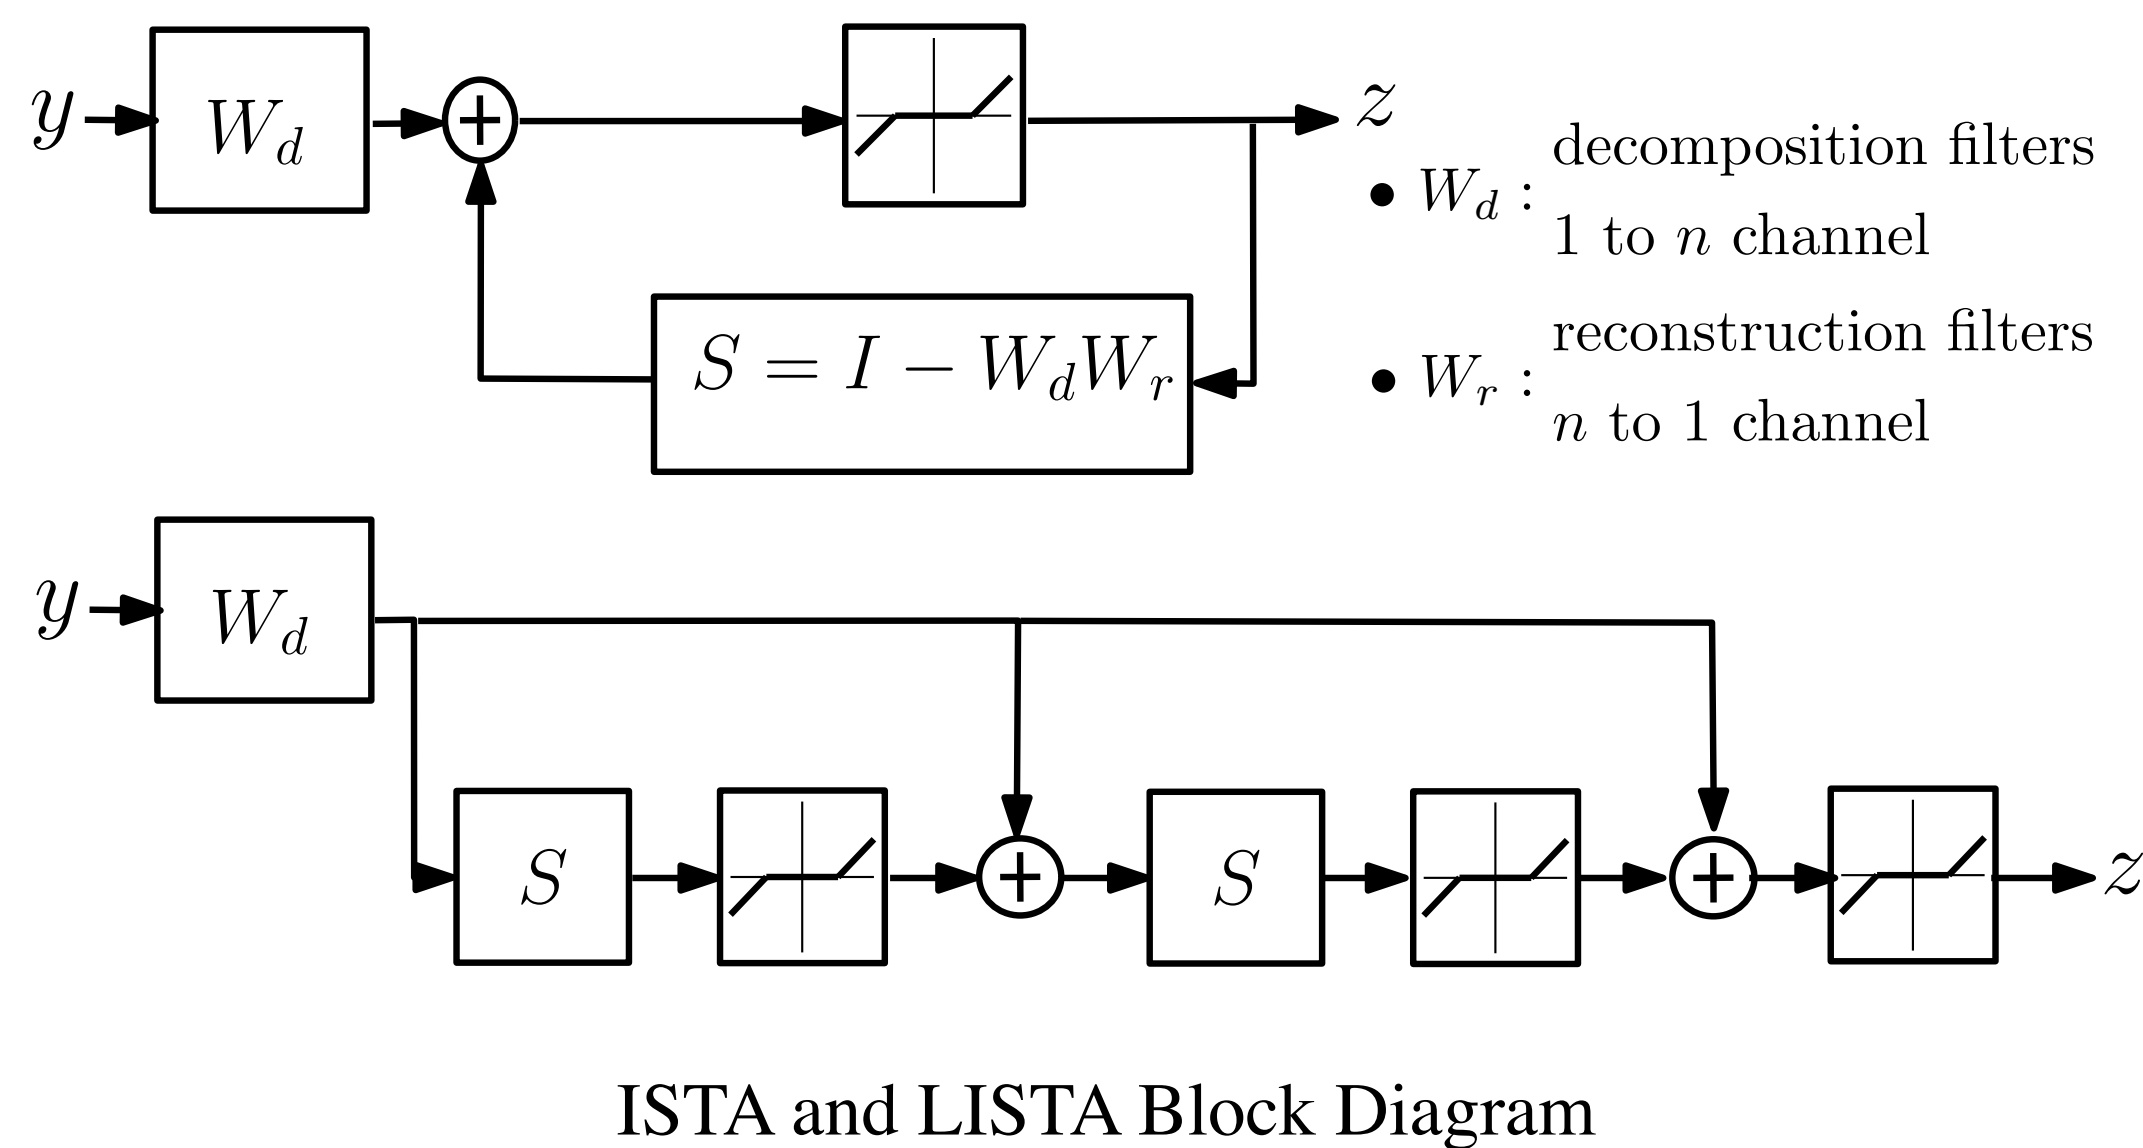 y
W_d
+
z
decomposition filters
• W_d :
1 to n channel
S = I − W_dW_r
reconstruction filters
• W_r :
n to 1 channel
y
W_d
S
+
S
+
z
ISTA and LISTA Block Diagram